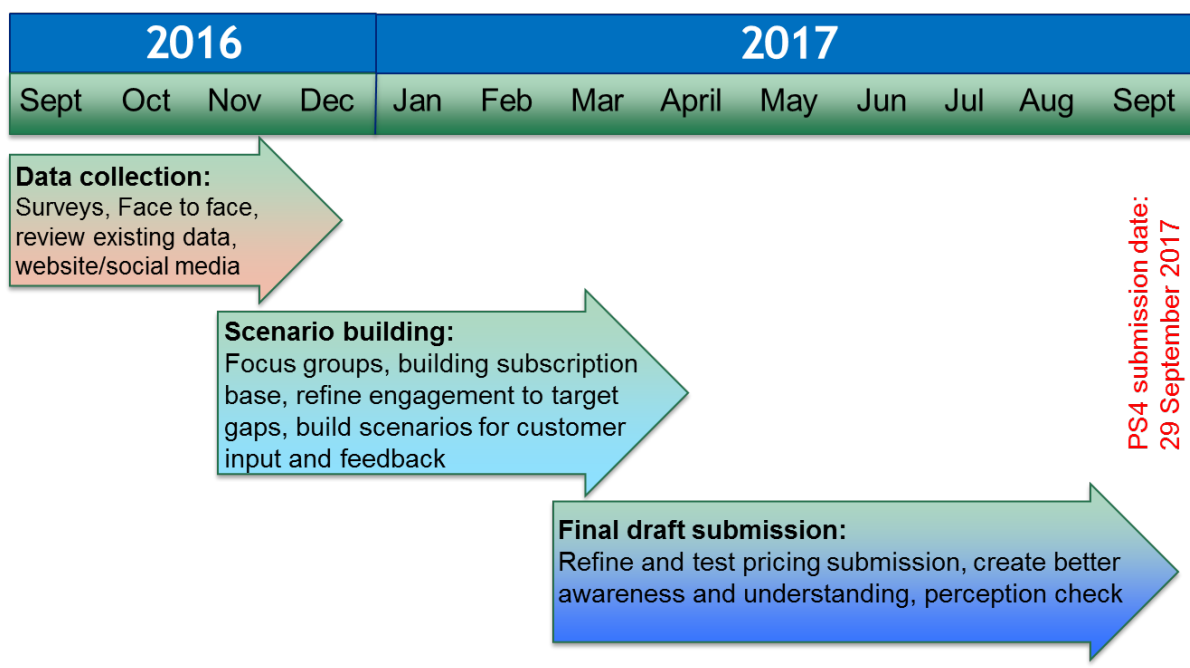 2016 2017
Sept Oct Nov Dec Jan Feb Mar April May Jun Jul Aug Sept
Data collection:
Surveys, Face to face,
review existing data,
website/social media
Scenario building:
Focus groups, building subscription
base, refine engagement to target
gaps, build scenarios for customer
input and feedback
Final draft submission:
Refine and test pricing submission, create better
awareness and understanding, perception check
PS4 submission date:
29 September 2017